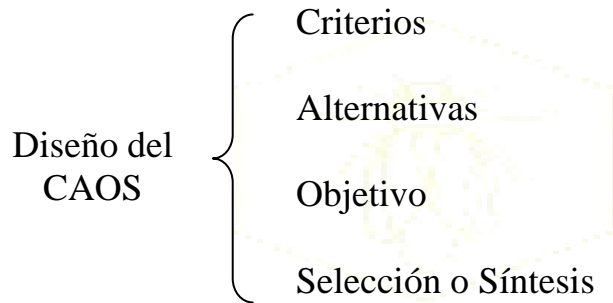 Criterios
Alternativas
Diseño del
CAOS
Objetivo
Selección o Síntesis